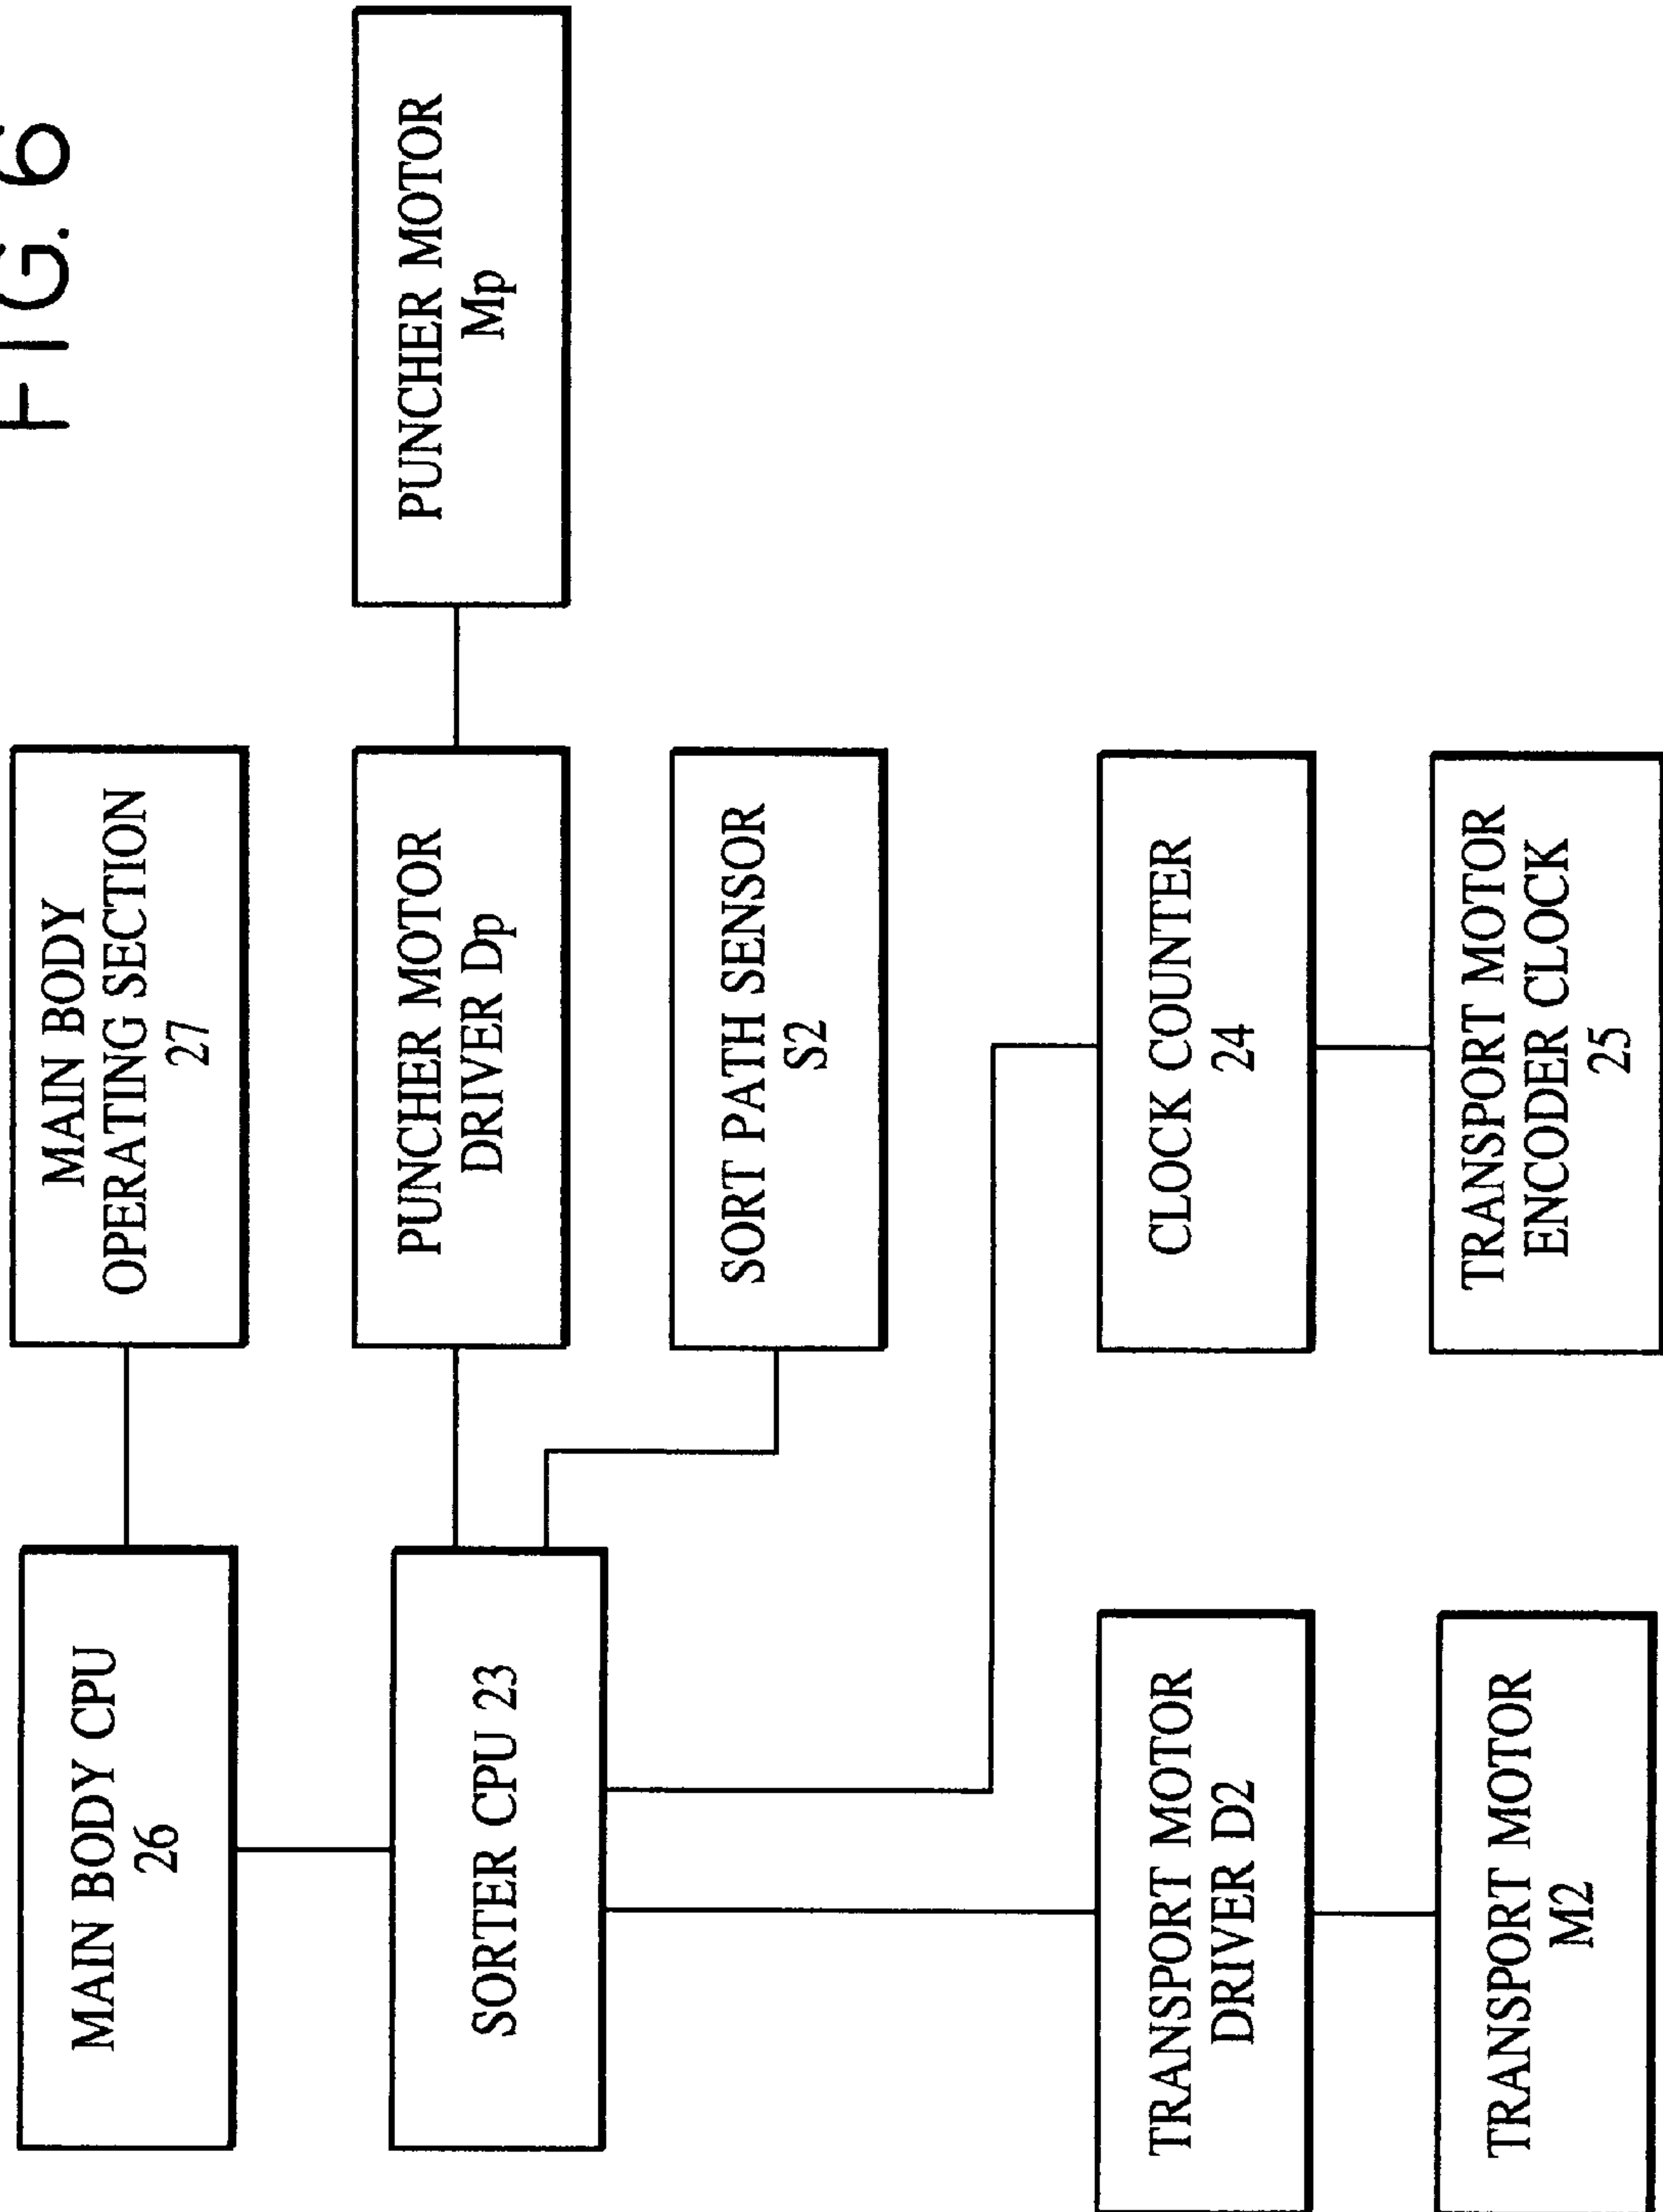 FIG. 6
MAIN BODY CPU
26
MAIN BODY
OPERATING SECTION
27
SORTER CPU 23
PUNCHER MOTOR
DRIVER Dp
PUNCHER MOTOR
Mp
SORT PATH SENSOR
S2
TRANSPORT MOTOR
DRIVER D2
CLOCK COUNTER
24
TRANSPORT MOTOR
M2
TRANSPORT MOTOR
ENCODER CLOCK
25